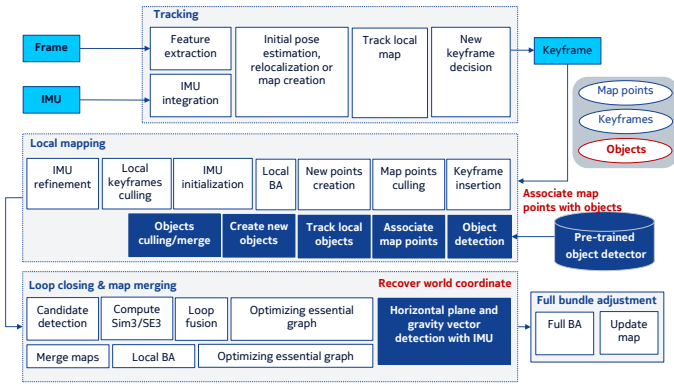 Tracking
Frame
IMU
Feature
extraction
IMU
integration
Initial pose
estimation,
relocalization or
map creation
Track local
map
New
keyframe
decision
Keyframe
Map points
Keyframes
Objects
Local mapping
IMU
refinement
Local
keyframes
culling
IMU
initialization
Local
BA
New points
creation
Map points
culling
Keyframe
insertion
Associate map
points with objects
Objects
culling/merge
Create new
objects
Track local
objects
Associate
map points
Object
detection
Pre-trained
object detector
Loop closing & map merging
Recover world coordinate
Candidate
detection
Compute
Sim3/SE3
Loop
fusion
Optimizing essential
graph
Merge maps
Local BA
Optimizing essential graph
Horizontal plane and
gravity vector
detection with IMU
Full bundle adjustment
Full BA
Update
map